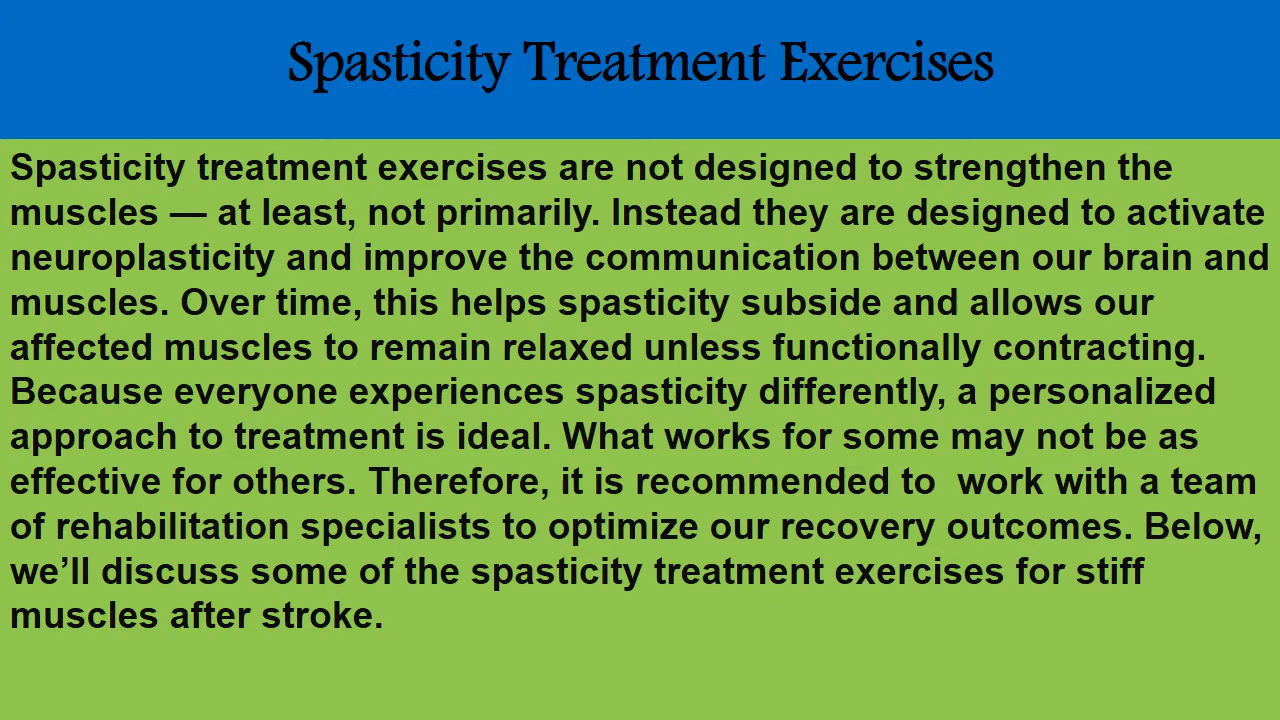 Spasticity Treatment Exercises
Spasticity treatment exercises are not designed to strengthen the
muscles — at least, not primarily. Instead they are designed to activate
neuroplasticity and improve the communication between our brain and
muscles. Over time, this helps spasticity subside and allows our
affected muscles to remain relaxed unless functionally contracting.
Because everyone experiences spasticity differently, a personalized
approach to treatment is ideal. What works for some may not be as
effective for others. Therefore, it is recommended to  work with a team
of rehabilitation specialists to optimize our recovery outcomes. Below,
we’ll discuss some of the spasticity treatment exercises for stiff
muscles after stroke.